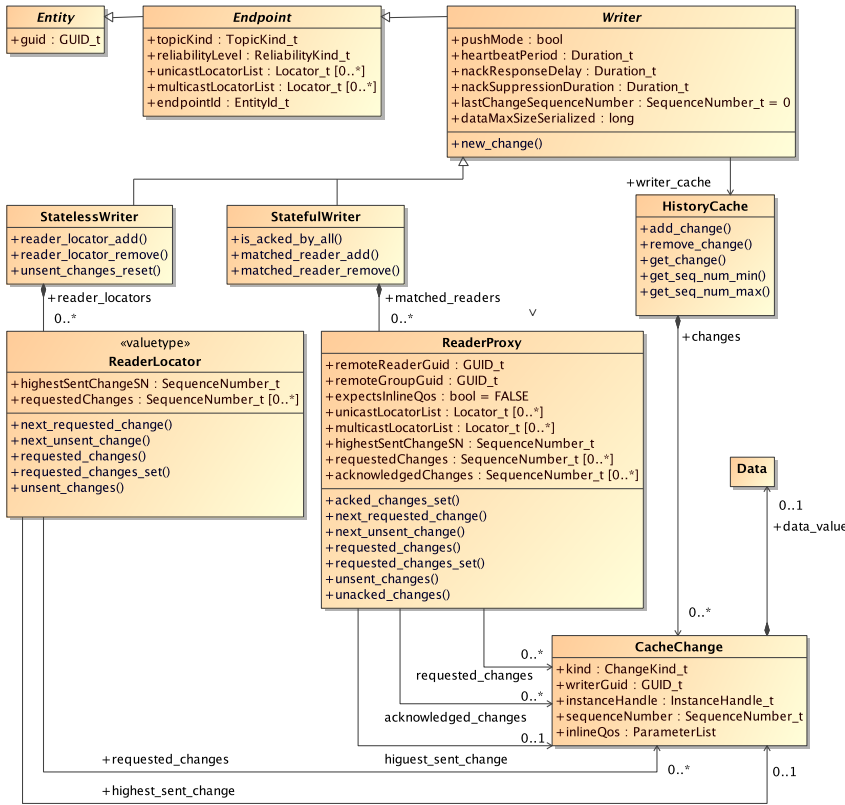 Entity
+guid : GUID_t
Endpoint
+topicKind : TopicKind_t
+reliabilityLevel : ReliabilityKind_t
+unicastLocatorList : Locator_t [0..*]
+multicastLocatorList : Locator_t [0..*]
+endpointId : EntityId_t
Writer
+pushMode : bool
+heartbeatPeriod : Duration_t
+nackResponseDelay : Duration_t
+nackSuppressionDuration : Duration_t
+lastChangeSequenceNumber : SequenceNumber_t = 0
+dataMaxSizeSerialized : long
+new_change()
+writer_cache
StatelessWriter
+reader_locator_add()
+reader_locator_remove()
+unsent_changes_reset()
StatefulWriter
+is_acked_by_all()
+matched_reader_add()
+matched_reader_remove()
HistoryCache
+add_change()
+remove_change()
+get_change()
+get_seq_num_min()
+get_seq_num_max()
+reader_locators
0..*
+matched_readers
0..*
v
+changes
«valuetype»
ReaderLocator
+highestSentChangeSN : SequenceNumber_t
+requestedChanges : SequenceNumber_t [0..*]
+next_requested_change()
+next_unsent_change()
+requested_changes()
+requested_changes_set()
+unsent_changes()
ReaderProxy
+remoteReaderGuid : GUID_t
+remoteGroupGuid : GUID_t
+expectsInlineQos : bool = FALSE
+unicastLocatorList : Locator_t [0..*]
+multicastLocatorList : Locator_t [0..*]
+highestSentChangeSN : SequenceNumber_t
+requestedChanges : SequenceNumber_t [0..*]
+acknowledgedChanges : SequenceNumber_t [0..*]
+acked_changes_set()
+next_requested_change()
+next_unsent_change()
+requested_changes()
+requested_changes_set()
+unsent_changes()
+unacked_changes()
Data
0..1
+data_value
0..*
CacheChange
+kind : ChangeKind_t
+writerGuid : GUID_t
+instanceHandle : InstanceHandle_t
+sequenceNumber : SequenceNumber_t
+inlineQos : ParameterList
0..*
requested_changes
0..*
acknowledged_changes
0..1
higuest_sent_change
+requested_changes
0..*
+highest_sent_change
0..1